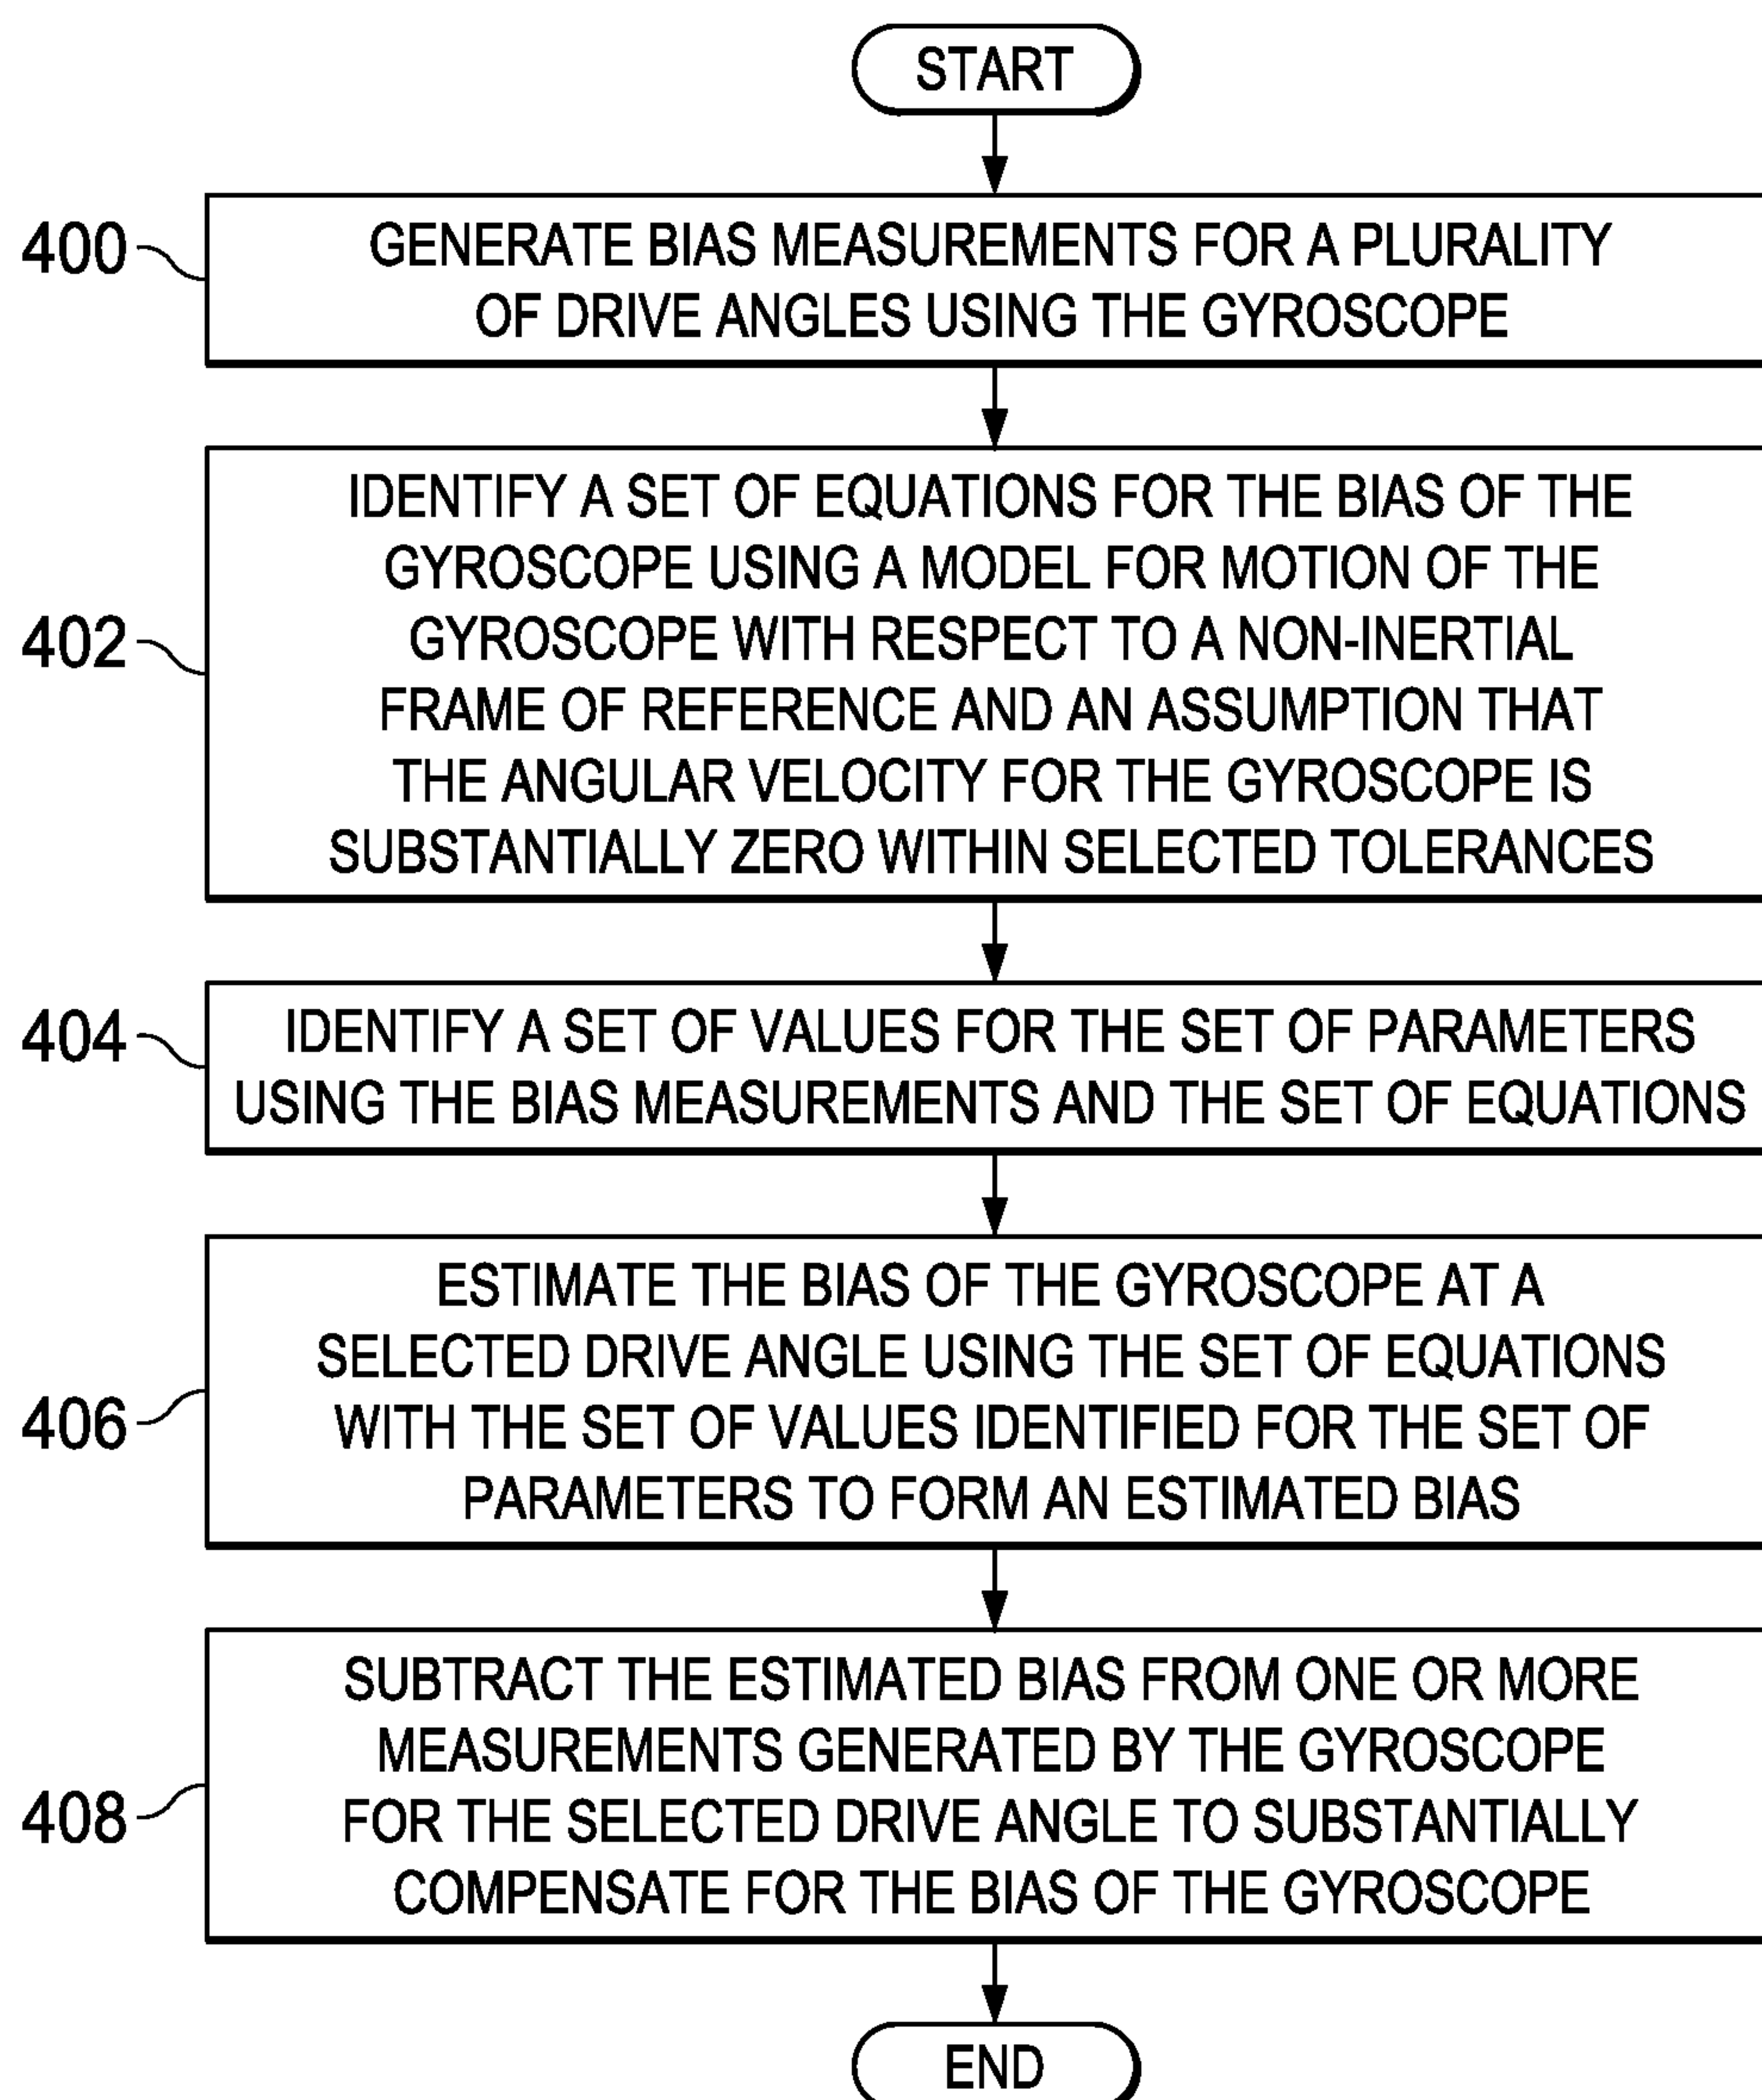 START
400
GENERATE BIAS MEASUREMENTS FOR A PLURALITY
OF DRIVE ANGLES USING THE GYROSCOPE
402
IDENTIFY A SET OF EQUATIONS FOR THE BIAS OF THE
GYROSCOPE USING A MODEL FOR MOTION OF THE
GYROSCOPE WITH RESPECT TO A NON-INERTIAL
FRAME OF REFERENCE AND AN ASSUMPTION THAT
THE ANGULAR VELOCITY FOR THE GYROSCOPE IS
SUBSTANTIALLY ZERO WITHIN SELECTED TOLERANCES
404
IDENTIFY A SET OF VALUES FOR THE SET OF PARAMETERS
USING THE BIAS MEASUREMENTS AND THE SET OF EQUATIONS
406
ESTIMATE THE BIAS OF THE GYROSCOPE AT A
SELECTED DRIVE ANGLE USING THE SET OF EQUATIONS
WITH THE SET OF VALUES IDENTIFIED FOR THE SET OF
PARAMETERS TO FORM AN ESTIMATED BIAS
408
SUBTRACT THE ESTIMATED BIAS FROM ONE OR MORE
MEASUREMENTS GENERATED BY THE GYROSCOPE
FOR THE SELECTED DRIVE ANGLE TO SUBSTANTIALLY
COMPENSATE FOR THE BIAS OF THE GYROSCOPE
END